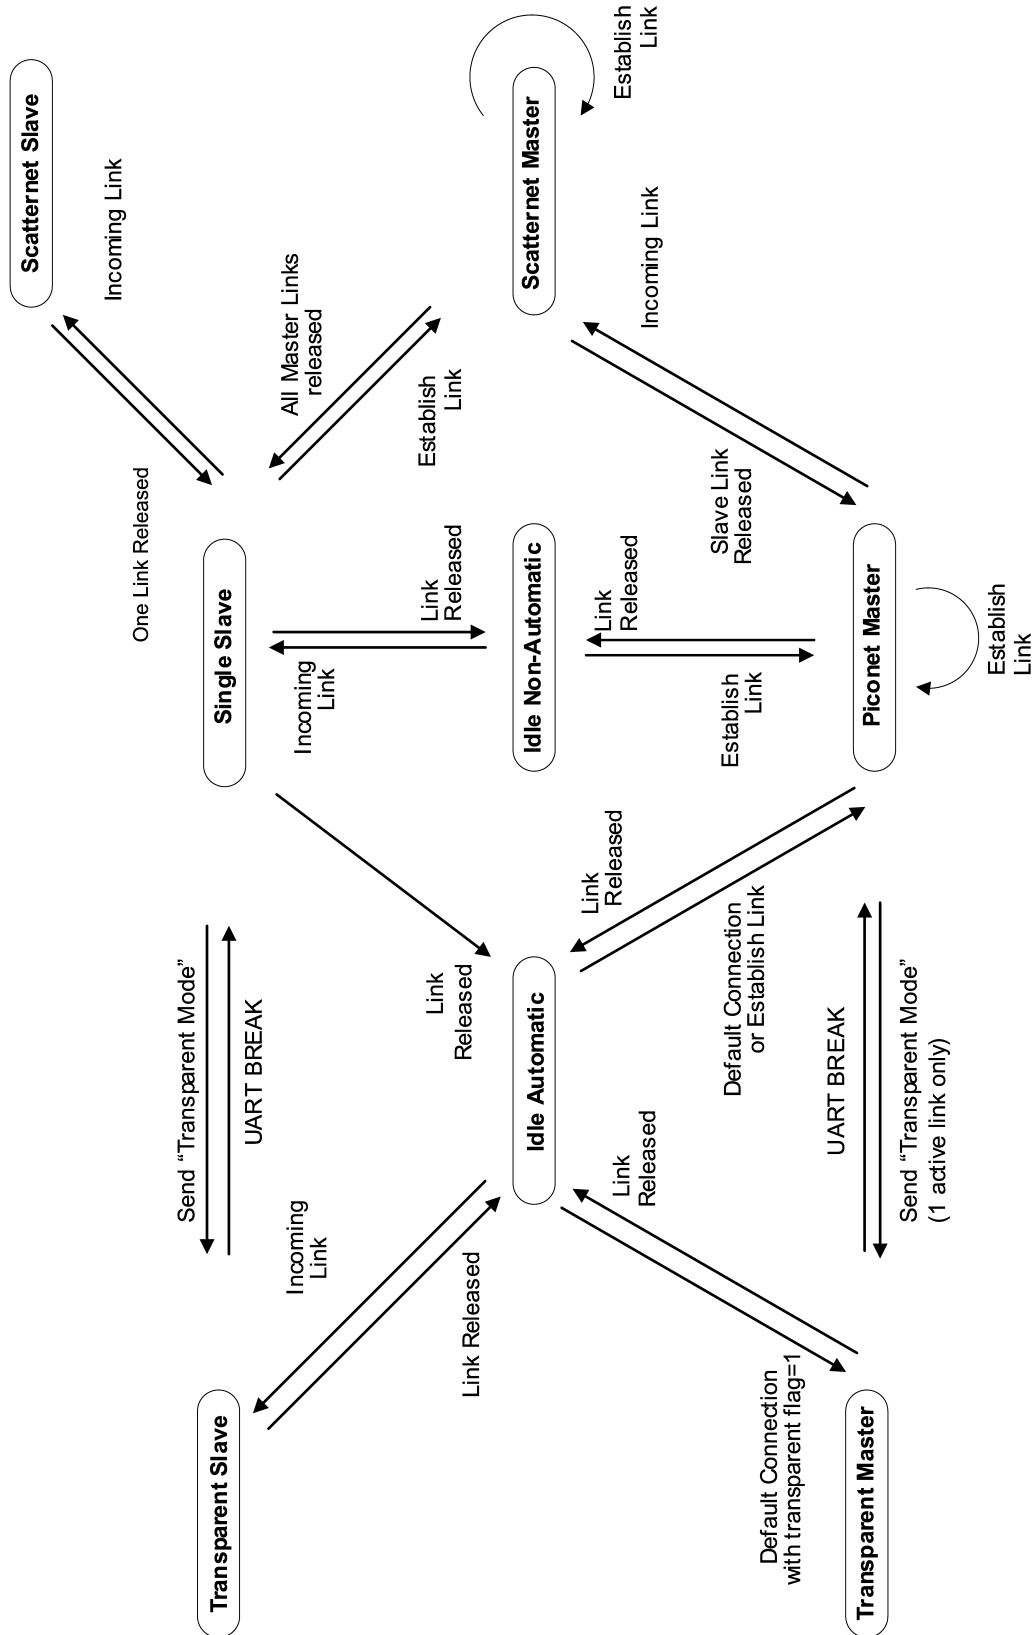 Transparent Slave
Send "Transparent Mode"
UART BREAK
Single Slave
One Link Released
Incoming Link
Scatternet Slave
Incoming
Link
Link Released
Link
Released
Incoming
Link
Link
Released
All Master Links
released
Establish
Link
Idle Automatic
Idle Non-Automatic
Scatternet Master
Establish
Link
Default Connection
with transparent flag=1
Link
Released
Default Connection
or Establish Link
Link
Released
Establish
Link
Link
Released
Slave Link
Released
Incoming Link
Transparent Master
UART BREAK
Send "Transparent Mode"
(1 active link only)
Piconet Master
Establish
Link